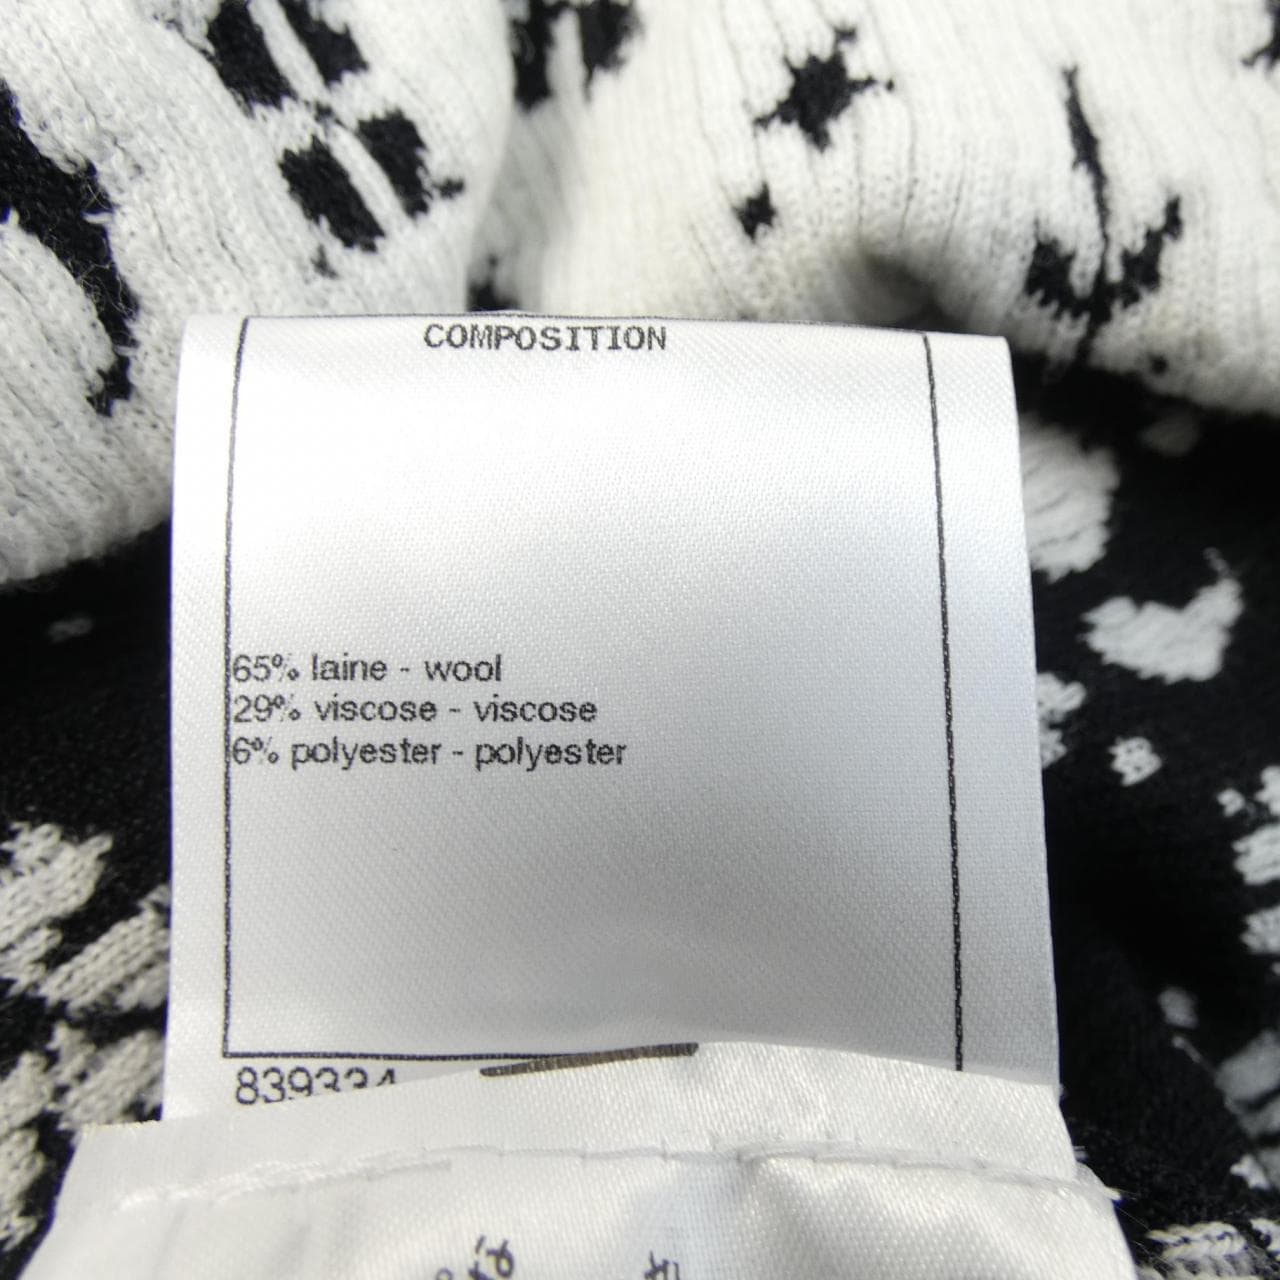 COMPOSITION
65% laine - wool
29% viscose - viscose
6% polyester - polyester
839334